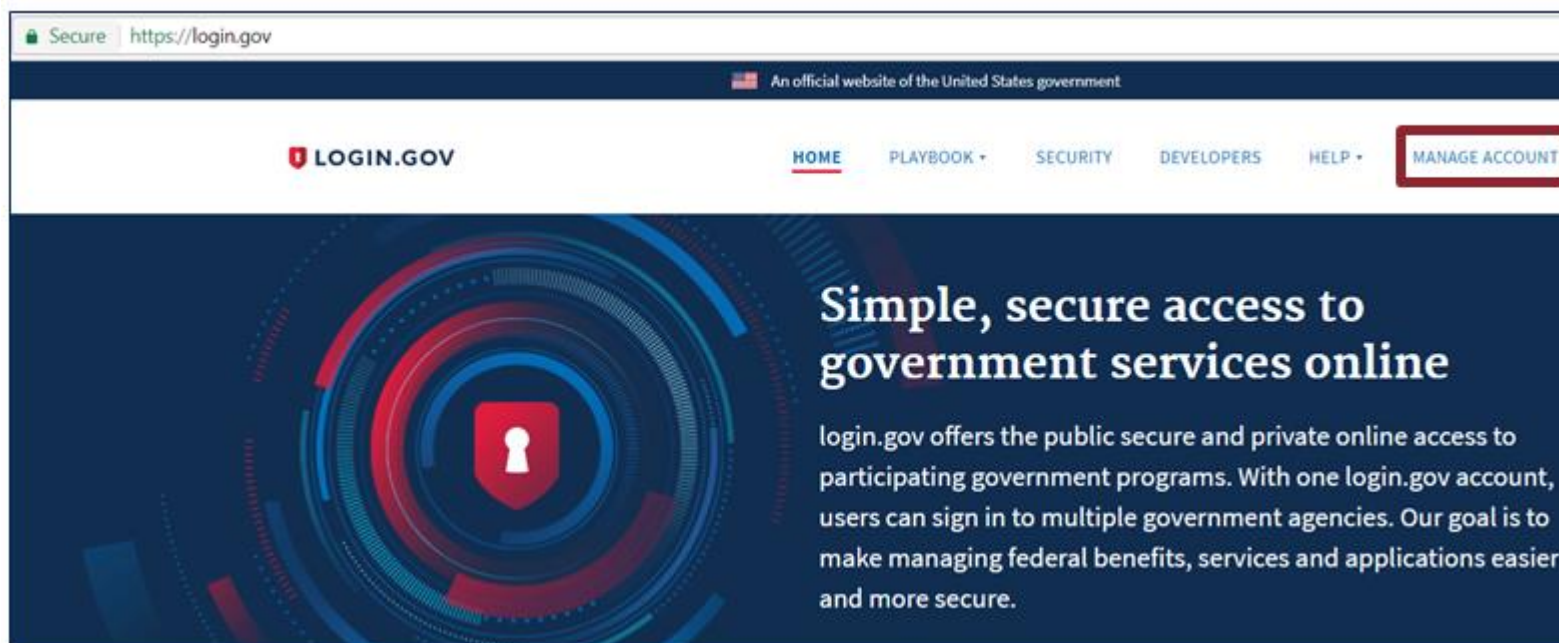 Secure https://login.gov
An official website of the United States government
LOGIN.GOV HOME PLAYBOOK SECURITY DEVELOPERS HELP MANAGE ACCOUNT
Simple, secure access to
government services online
login.gov offers the public secure and private online access to
participating government programs. With one login.gov account,
users can sign in to multiple government agencies. Our goal is to
make managing federal benefits, services and applications easier
and more secure.